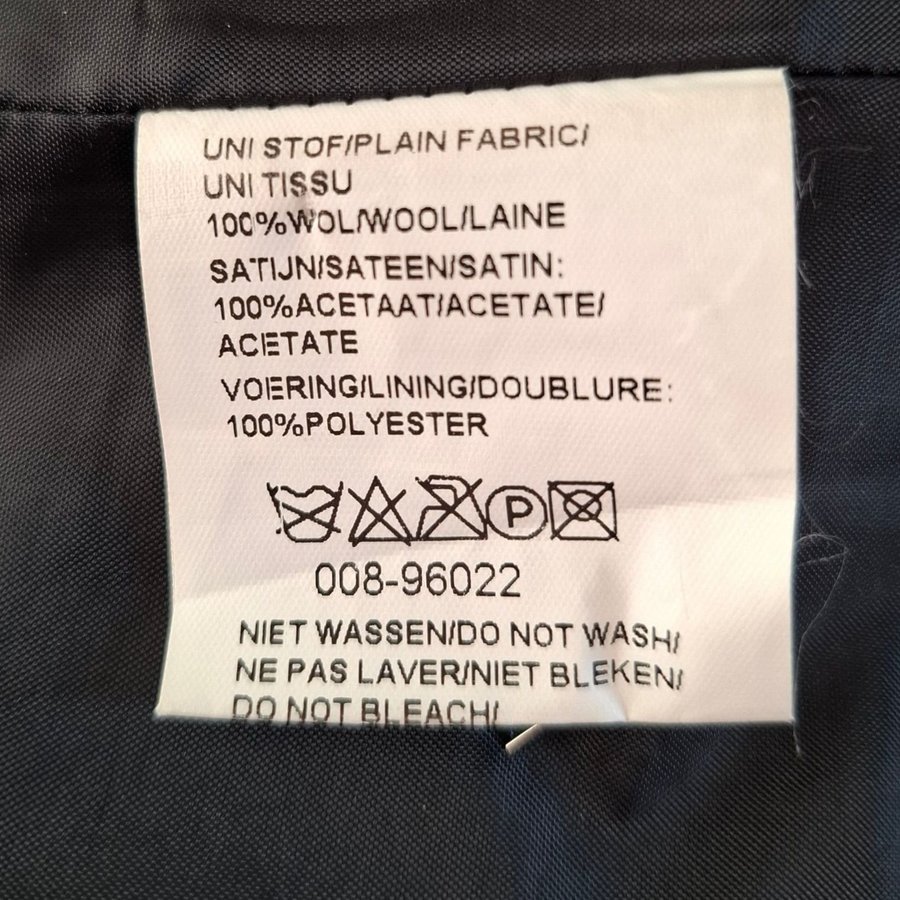 UNI STOF/PLAIN FABRIC/
UNI TISSU
100%WOL/WOOL/LAINE
SATIJN/SATEEN/SATIN:
100%ACETAAT/ACETATE/
ACETATE
VOERING/LINING/DOUBLURE:
100%POLYESTER
P
008-96022
NIET WASSEN/DO NOT WASH/
NE PAS LAVER/NIET BLEKEN/
DO NOT BLEACH/